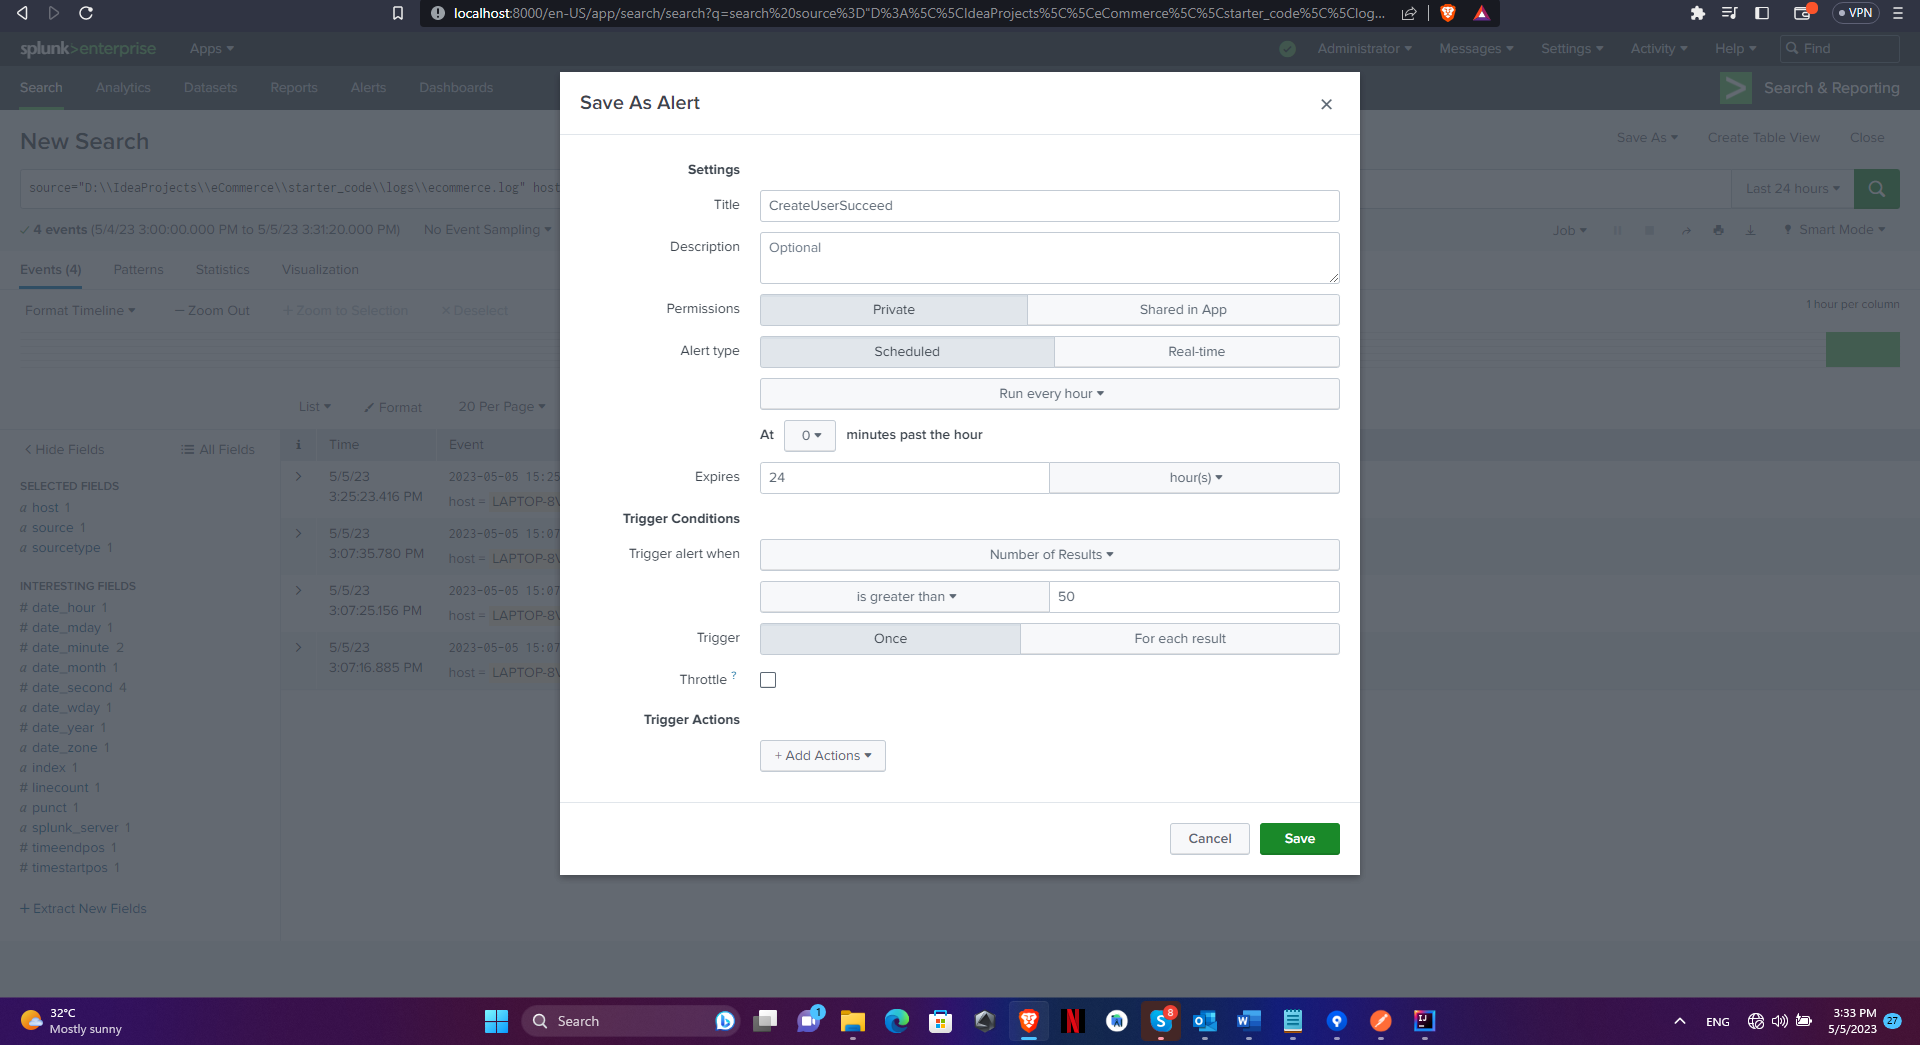 localhost:8000/en-US/app/search/search?q=search%20source%3D"D%3A%5C%5CIdeaProjects%5C%5CeCommerce%5C%5Cstarter_code%5C%5Clog...
VPN
splunk>enterprise
Apps
Administrator
Messages
Settings
Activity
Help
Find
Search
Analytics
Datasets
Reports
Alerts
Dashboards
Search & Reporting
New Search
Save As
Create Table View
Close
source="D:\\IdeaProjects\\eCommerce\\starter_code\\logs\\ecommerce.log" host
Last 24 hours
✓ 4 events (5/4/23 3:00:00.000 PM to 5/5/23 3:31:20.000 PM)
No Event Sampling
Job
Smart Mode
Events (4)
Patterns
Statistics
Visualization
Format Timeline
— Zoom Out
+ Zoom to Selection
× Deselect
1 hour per column
List
Format
20 Per Page
< Hide Fields
All Fields
i
Time
Event
SELECTED FIELDS
a host 1
a source 1
a sourcetype 1
INTERESTING FIELDS
# date_hour 1
# date_mday 1
# date_minute 2
a date_month 1
# date_second 4
a date_wday 1
# date_year 1
a date_zone 1
a index 1
# linecount 1
a punct 1
a splunk_server 1
# timeendpos 1
# timestartpos 1
+ Extract New Fields
5/5/23
3:25:23.416 PM
2023-05-05 15:25
host = LAPTOP-8V
5/5/23
3:07:35.780 PM
2023-05-05 15:07
host = LAPTOP-8V
5/5/23
3:07:25.156 PM
2023-05-05 15:07
host = LAPTOP-8V
5/5/23
3:07:16.885 PM
2023-05-05 15:07
host = LAPTOP-8V
Save As Alert
×
Settings
Title
CreateUserSucceed
Description
Optional
Permissions
Private
Shared in App
Alert type
Scheduled
Real-time
Run every hour
At 0 minutes past the hour
Expires
24
hour(s)
Trigger Conditions
Trigger alert when
Number of Results
is greater than
50
Trigger
Once
For each result
Throttle ?
Trigger Actions
+ Add Actions
Cancel
Save
32°C
Mostly sunny
Search
1
8
ENG
3:33 PM
5/5/2023
27